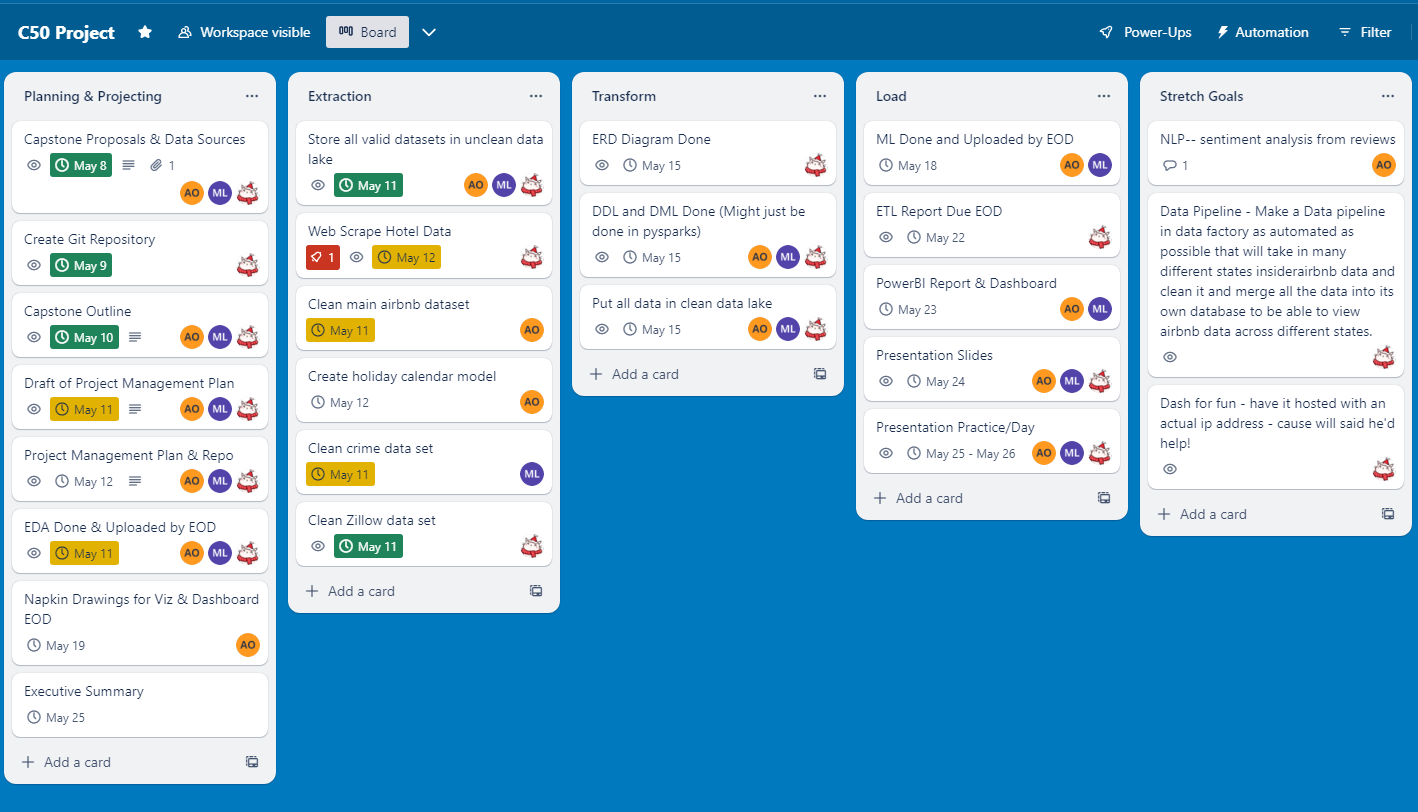 C50 Project
Workspace visible
Board
Power-Ups
Automation
Filter
Planning & Projecting
Capstone Proposals & Data Sources
May 8
1
AO
ML
Create Git Repository
May 9
Capstone Outline
May 10
AO
ML
Draft of Project Management Plan
May 11
AO
ML
Project Management Plan & Repo
May 12
AO
ML
EDA Done & Uploaded by EOD
May 11
AO
ML
Napkin Drawings for Viz & Dashboard
EOD
May 19
AO
Executive Summary
May 25
Add a card
Extraction
Store all valid datasets in unclean data
lake
May 11
AO
ML
Web Scrape Hotel Data
1
May 12
Clean main airbnb dataset
May 11
AO
Create holiday calendar model
May 12
AO
Clean crime data set
May 11
ML
Clean Zillow data set
May 11
Add a card
Transform
ERD Diagram Done
May 15
DDL and DML Done (Might just be
done in pysparks)
May 15
AO
ML
Put all data in clean data lake
May 15
AO
ML
Add a card
Load
ML Done and Uploaded by EOD
May 18
AO
ML
ETL Report Due EOD
May 22
PowerBI Report & Dashboard
May 23
AO
ML
Presentation Slides
May 24
AO
ML
Presentation Practice/Day
May 25 - May 26
AO
ML
Add a card
Stretch Goals
NLP-- sentiment analysis from reviews
1
AO
Data Pipeline - Make a Data pipeline
in data factory as automated as
possible that will take in many
different states insiderairbnb data and
clean it and merge all the data into its
own database to be able to view
airbnb data across different states.
Dash for fun - have it hosted with an
actual ip address - cause will said he'd
help!
Add a card